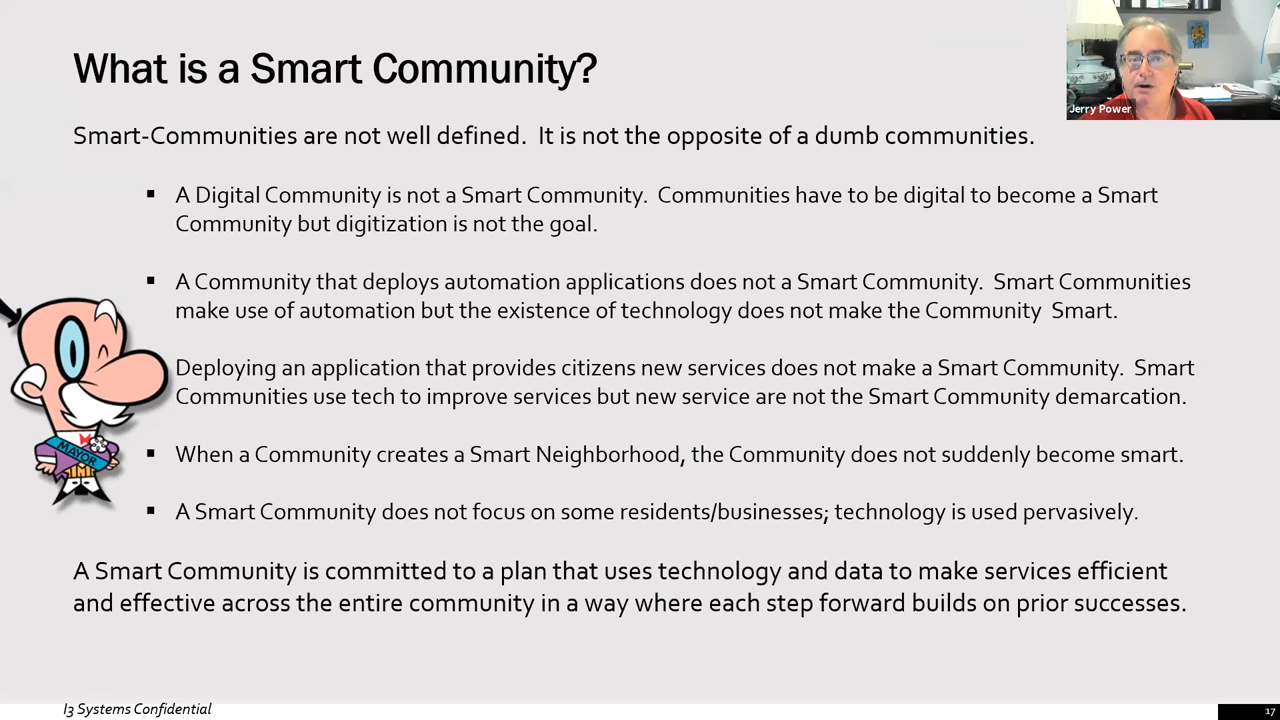 What is a Smart Community?
Jerry Power
Smart-Communities are not well defined.  It is not the opposite of a dumb communities.
▪ A Digital Community is not a Smart Community.  Communities have to be digital to become a Smart
Community but digitization is not the goal.
▪ A Community that deploys automation applications does not a Smart Community.  Smart Communities
make use of automation but the existence of technology does not make the Community  Smart.
Deploying an application that provides citizens new services does not make a Smart Community.  Smart
Communities use tech to improve services but new service are not the Smart Community demarcation.
MAYOR
▪ When a Community creates a Smart Neighborhood, the Community does not suddenly become smart.
▪ A Smart Community does not focus on some residents/businesses; technology is used pervasively.
A Smart Community is committed to a plan that uses technology and data to make services efficient
and effective across the entire community in a way where each step forward builds on prior successes.
I3 Systems Confidential
17